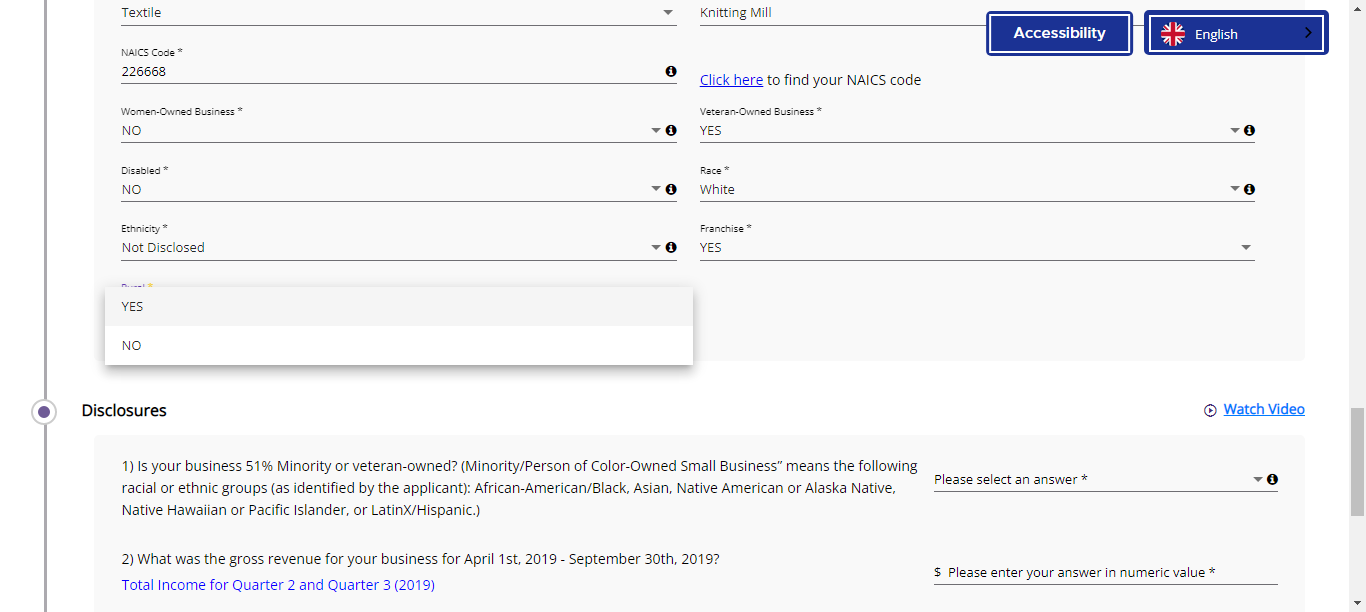 Textile
Knitting Mill
Accessibility
English
NAICS Code *
226668
Click here to find your NAICS code
Women-Owned Business *
NO
Veteran-Owned Business *
YES
Disabled *
NO
Race *
White
Ethnicity *
Not Disclosed
Franchise *
YES
YES
NO
Disclosures
Watch Video
1) Is your business 51% Minority or veteran-owned? (Minority/Person of Color-Owned Small Business” means the following
racial or ethnic groups (as identified by the applicant): African-American/Black, Asian, Native American or Alaska Native,
Native Hawaiian or Pacific Islander, or LatinX/Hispanic.)
Please select an answer *
2) What was the gross revenue for your business for April 1st, 2019 - September 30th, 2019?
Total Income for Quarter 2 and Quarter 3 (2019)
$ Please enter your answer in numeric value *